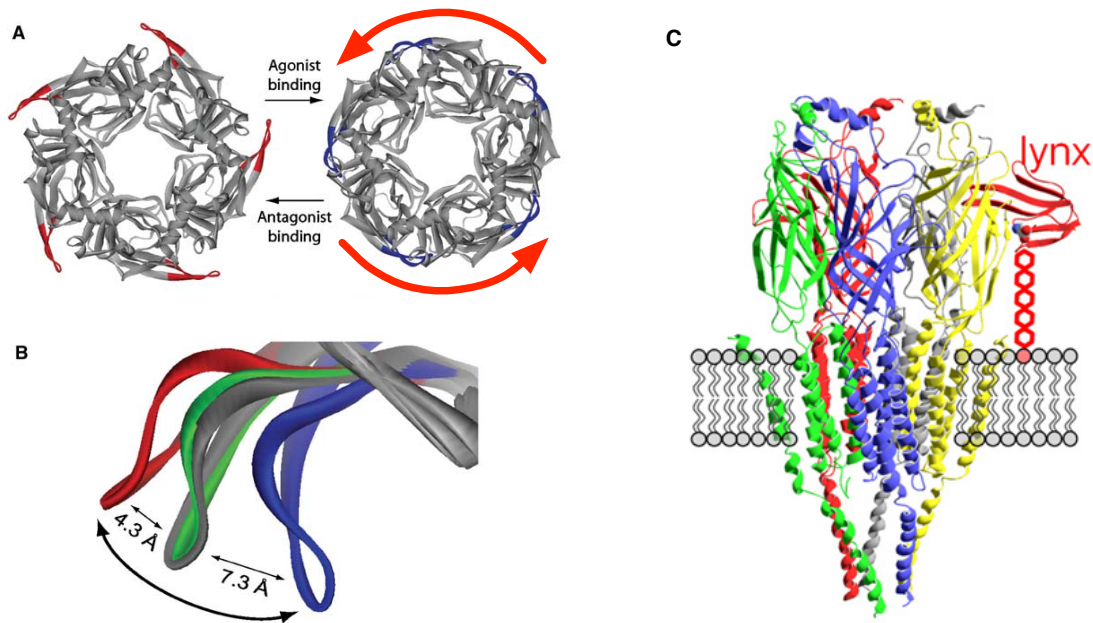 A
Agonist
binding
Antagonist
binding
B
4.3 Å
7.3 Å
C
lynx